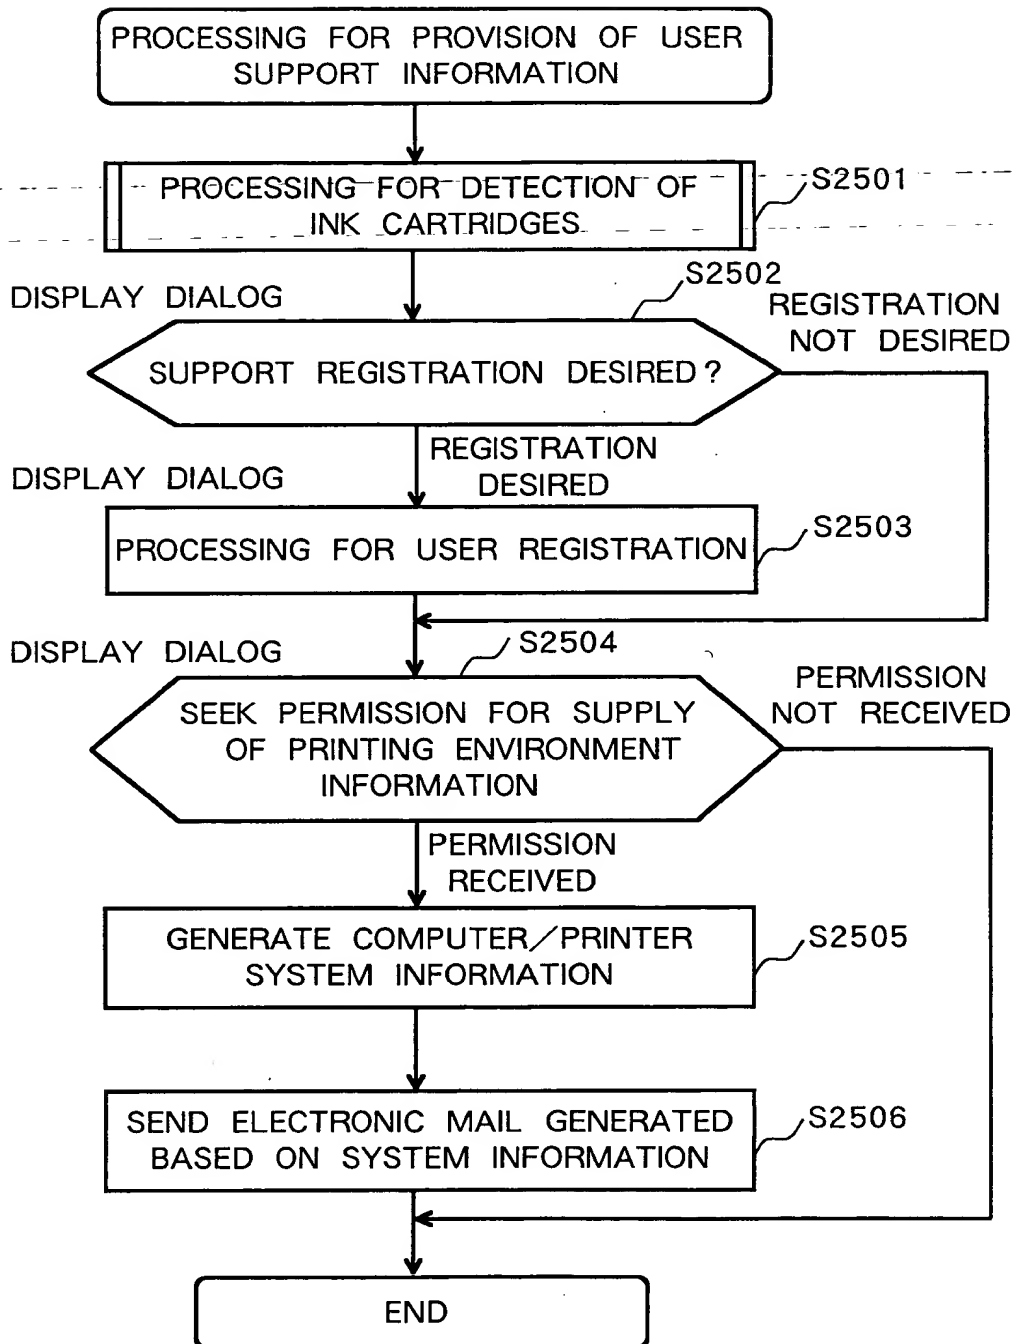 PROCESSING FOR PROVISION OF USER
SUPPORT INFORMATION
PROCESSING FOR DETECTION OF
INK CARTRIDGES
S2501
S2502
DISPLAY DIALOG
REGISTRATION
NOT DESIRED
SUPPORT REGISTRATION DESIRED?
REGISTRATION
DESIRED
DISPLAY DIALOG
S2503
PROCESSING FOR USER REGISTRATION
S2504
DISPLAY DIALOG
PERMISSION
NOT RECEIVED
SEEK PERMISSION FOR SUPPLY
OF PRINTING ENVIRONMENT
INFORMATION
PERMISSION
RECEIVED
GENERATE COMPUTER/PRINTER
SYSTEM INFORMATION
S2505
SEND ELECTRONIC MAIL GENERATED
BASED ON SYSTEM INFORMATION
S2506
END